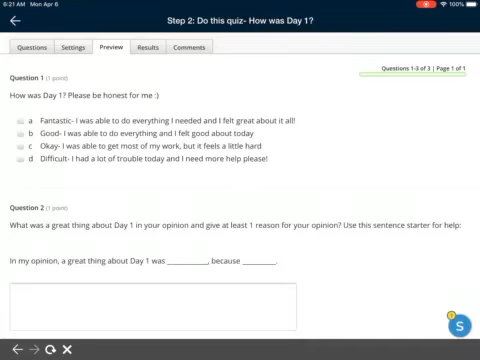 6:21 AM Mon Apr 6 100%
Step 2: Do this quiz- How was Day 1?
Questions Settings Preview Results Comments
Questions 1-3 of 3 | Page 1 of 1
Question 1 (1 point)
How was Day 1? Please be honest for me :)
a Fantastic- I was able to do everything I needed and I felt great about it all!
b Good- I was able to do everything and I felt good about today
c Okay- I was able to get most of my work, but it feels a little hard
d Difficult- I had a lot of trouble today and I need more help please!
Question 2 (1 point)
What was a great thing about Day 1 in your opinion and give at least 1 reason for your opinion? Use this sentence starter for help:
In my opinion, a great thing about Day 1 was ___________, because _________.
S